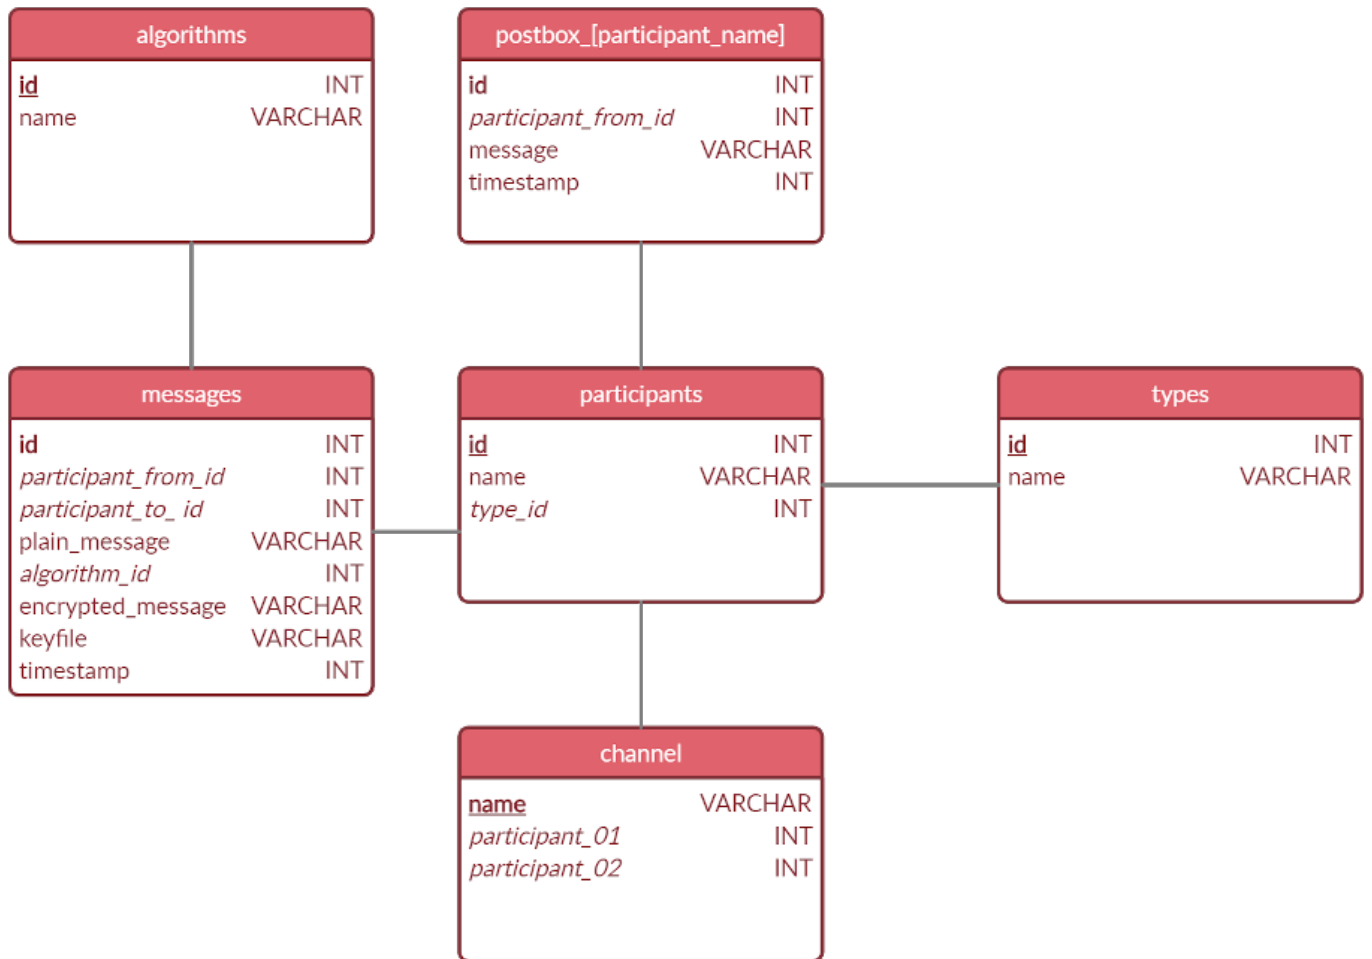 algorithms
id INT
name VARCHAR
postbox_[participant_name]
id INT
participant_from_id INT
message VARCHAR
timestamp INT
messages
id INT
participant_from_id INT
participant_to_ id INT
plain_message VARCHAR
algorithm_id INT
encrypted_message VARCHAR
keyfile VARCHAR
timestamp INT
participants
id INT
name VARCHAR
type_id INT
types
id INT
name VARCHAR
channel
name VARCHAR
participant_01 INT
participant_02 INT